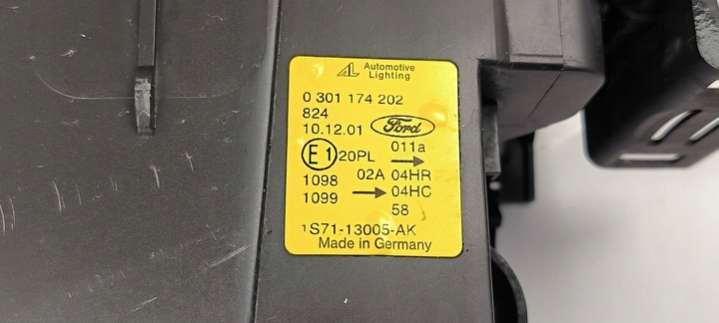 Automotive
Lighting
0 301 174 202
824
10.12.01 Ford
E1 20PL 011a →
1098 02A 04HR
1099 → 04HC
58
1S71-13005-AK
Made in Germany